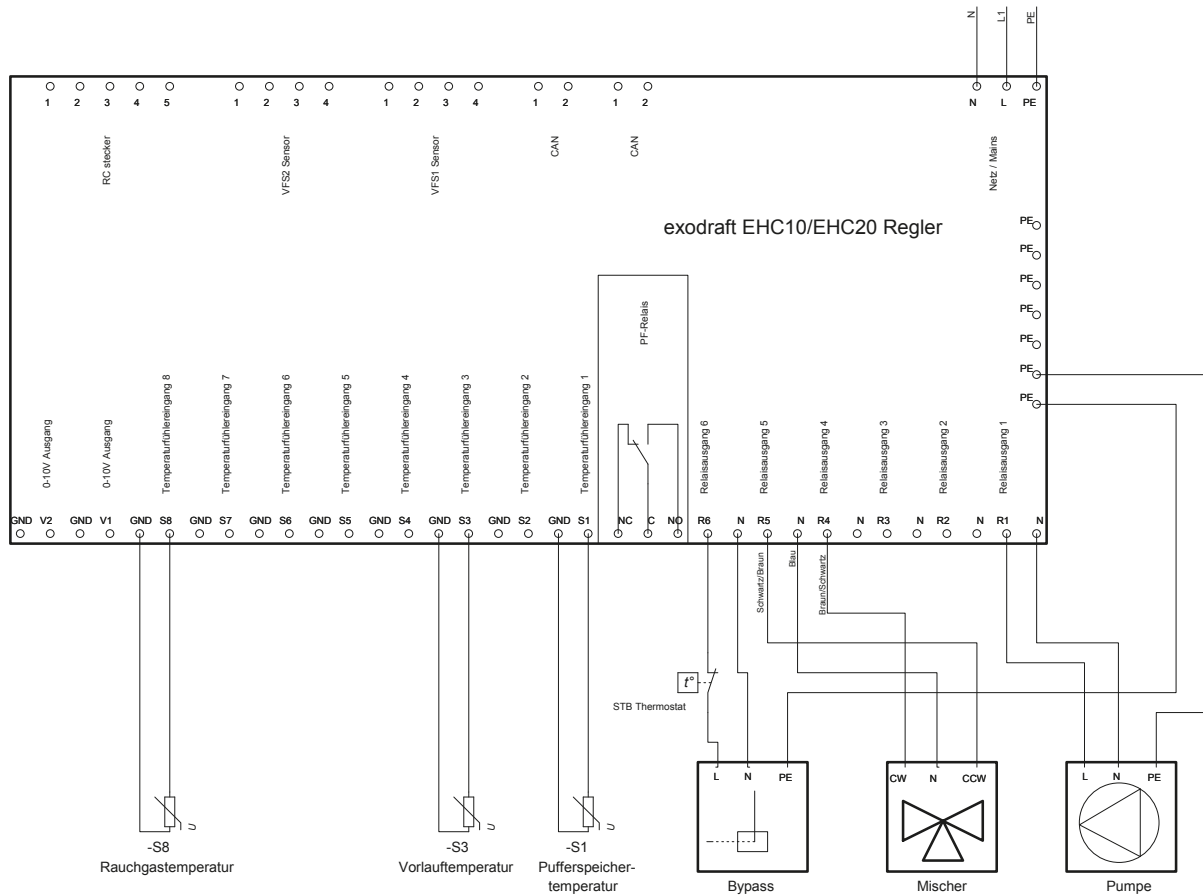 N L1 PE
1 2 3 4 5 1 2 3 4 1 2 3 4 1 2 1 2 N L PE
RC stecker
VFS2 Sensor
VFS1 Sensor
CAN
CAN
Netz / Mains
exodraft EHC10/EHC20 Regler
PE
PE
PE
PE
PE
PE
PE
PF-Relais
0-10V Ausgang
0-10V Ausgang
Temperaturfühlereingang 8
Temperaturfühlereingang 7
Temperaturfühlereingang 6
Temperaturfühlereingang 5
Temperaturfühlereingang 4
Temperaturfühlereingang 3
Temperaturfühlereingang 2
Temperaturfühlereingang 1
Relaisausgang 6
Relaisausgang 5
Relaisausgang 4
Relaisausgang 3
Relaisausgang 2
Relaisausgang 1
GND V2 GND V1 GND S8 GND S7 GND S6 GND S5 GND S4 GND S3 GND S2 GND S1 NC C NO R6 N R5 N R4 N R3 N R2 N R1 N
Schwartz/Braun
Blau
Braun/Schwartz
t°
STB Thermostat
L N PE
CW N CCW
L N PE
U
U
U
-S8
Rauchgastemperatur
-S3
Vorlauftemperatur
-S1
Pufferspeicher-
temperatur
Bypass
Mischer
Pumpe